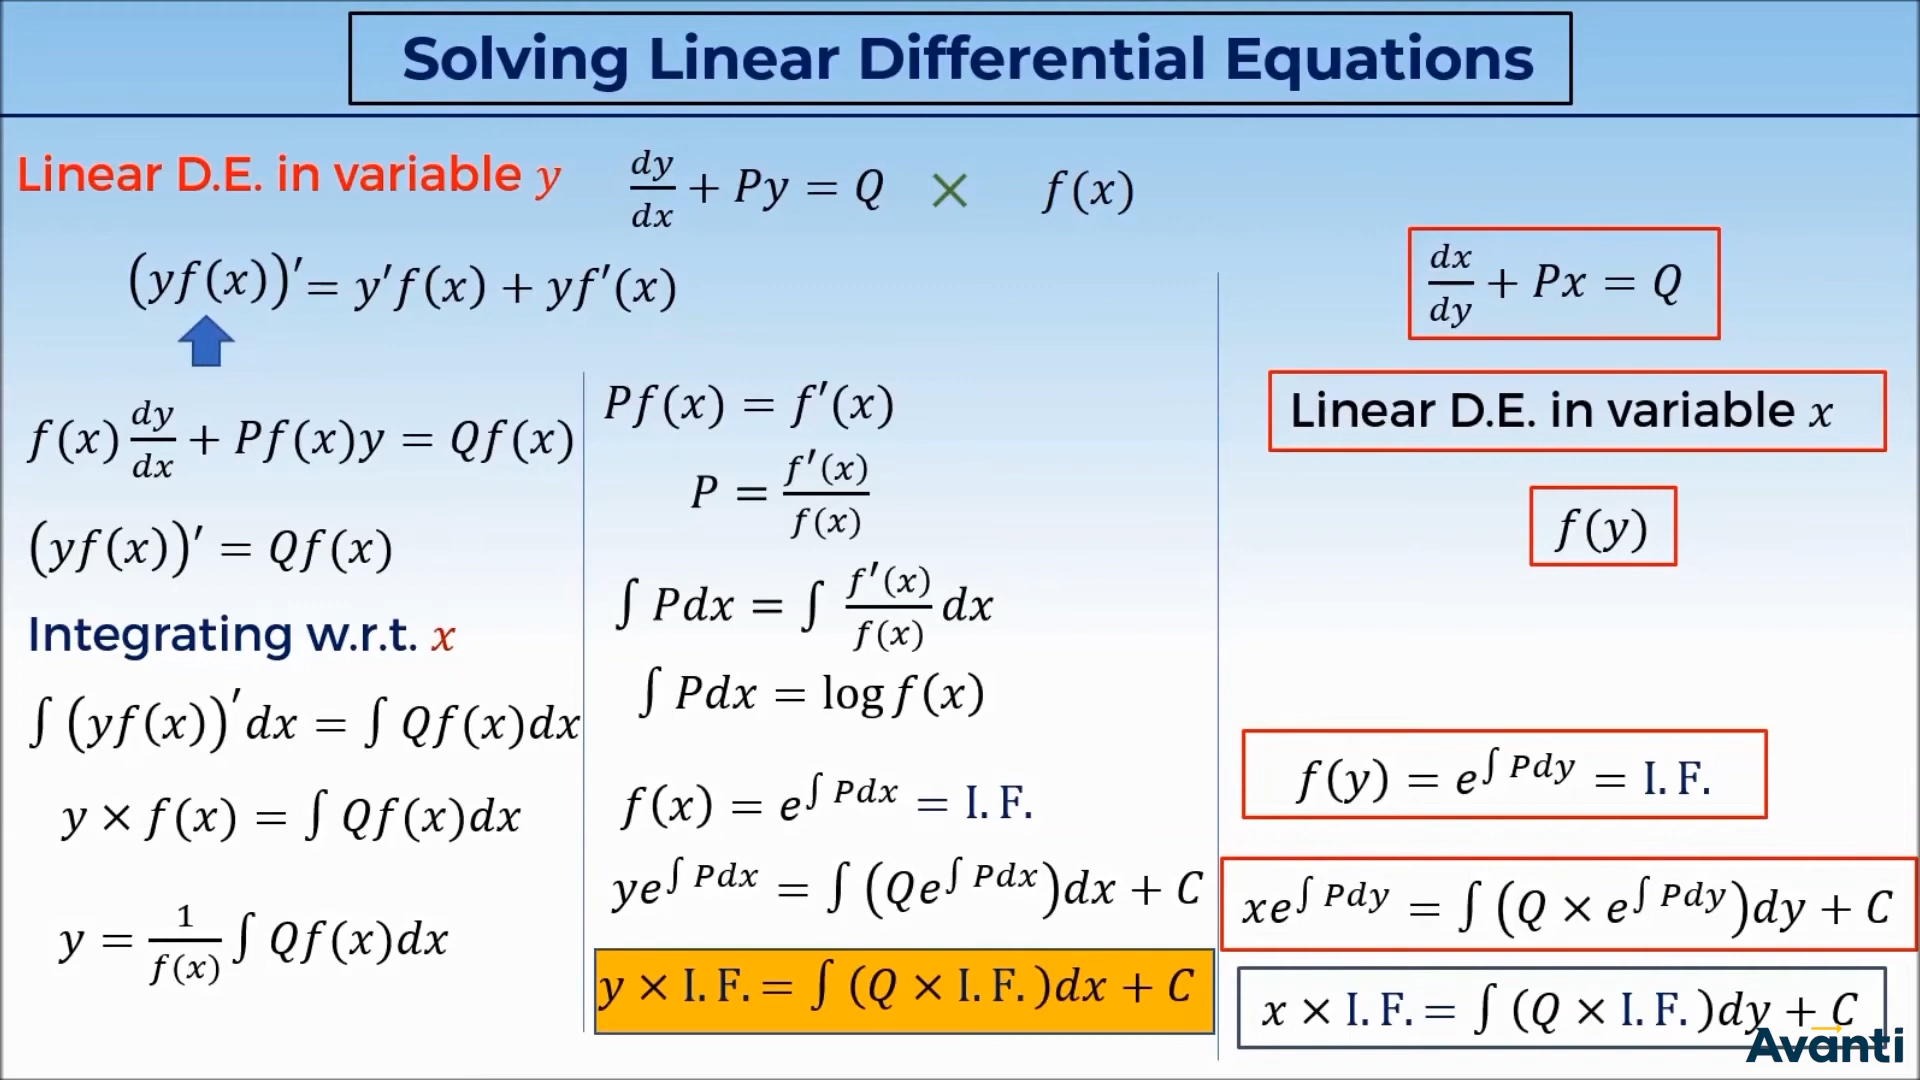 Solving Linear Differential Equations
Linear D.E. in variable y
dy/dx + Py = Q × f(x)
(yf(x))′ = y′f(x) + yf′(x)
f(x) dy/dx + Pf(x)y = Qf(x)
(yf(x))′ = Qf(x)
Integrating w.r.t. x
∫ (yf(x))′dx = ∫ Qf(x)dx
y × f(x) = ∫ Qf(x)dx
y = 1/f(x) ∫ Qf(x)dx
Pf(x) = f′(x)
P = f′(x)/f(x)
∫ Pdx = ∫ f′(x)/f(x) dx
∫ Pdx = log f(x)
f(x) = e^∫ Pdx = I. F.
ye^∫ Pdx = ∫ (Qe^∫ Pdx)dx + C
y × I. F. = ∫ (Q × I. F. )dx + C
dx/dy + Px = Q
Linear D.E. in variable x
f(y)
f(y) = e^∫ Pdy = I. F.
xe^∫ Pdy = ∫ (Q × e^∫ Pdy)dy + C
x × I. F. = ∫ (Q × I. F. )dy + C
Avanti